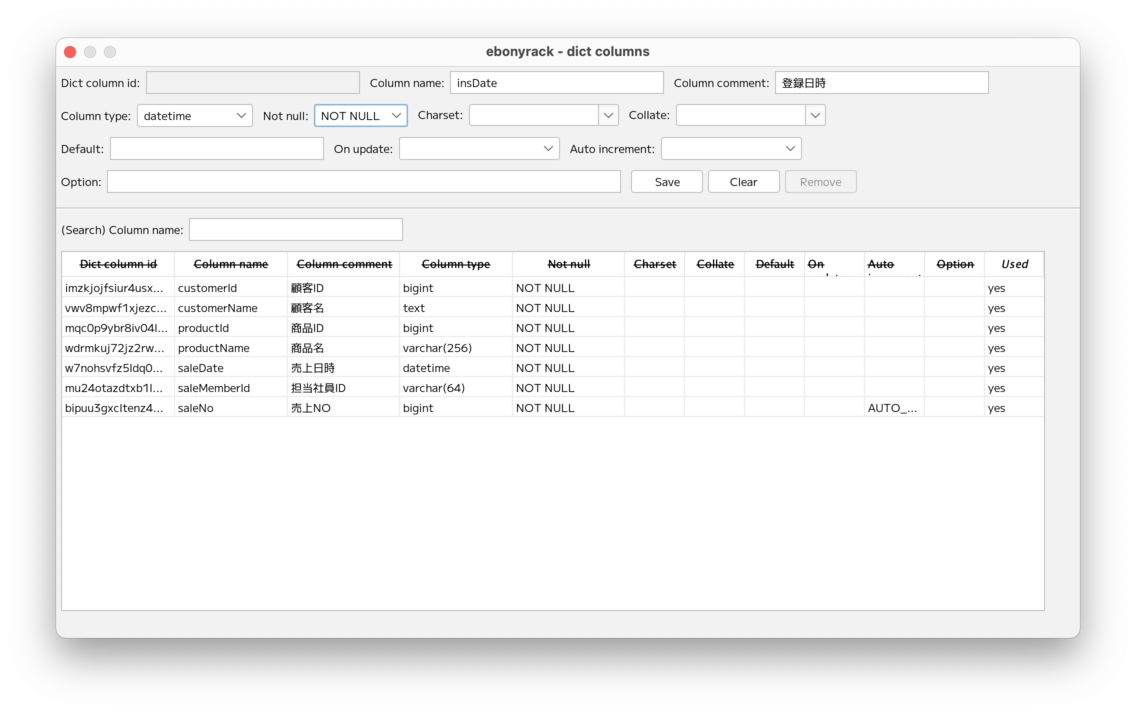 ebonyrack - dict columns
Dict column id: Column name: insDate Column comment: 登録日時
Column type: datetime Not null: NOT NULL Charset: Collate:
Default: On update: Auto increment:
Option: Save Clear Remove
(Search) Column name:
Dict column id Column name Column comment Column type Not null Charset Collate Default On Auto Option Used
imzkjojfsiur4usx... customerId 顧客ID bigint NOT NULL yes
vwv8mpwf1xjezc... customerName 顧客名 text NOT NULL yes
mqc0p9ybr8iv04l... productId 商品ID bigint NOT NULL yes
wdrmkuj72jz2rw... productName 商品名 varchar(256) NOT NULL yes
w7nohsvfz5ldq0... saleDate 売上日時 datetime NOT NULL yes
mu24otazdtxb1l... saleMemberId 担当社員ID varchar(64) NOT NULL yes
bipuu3gxcltenz4... saleNo 売上NO bigint NOT NULL AUTO_... yes